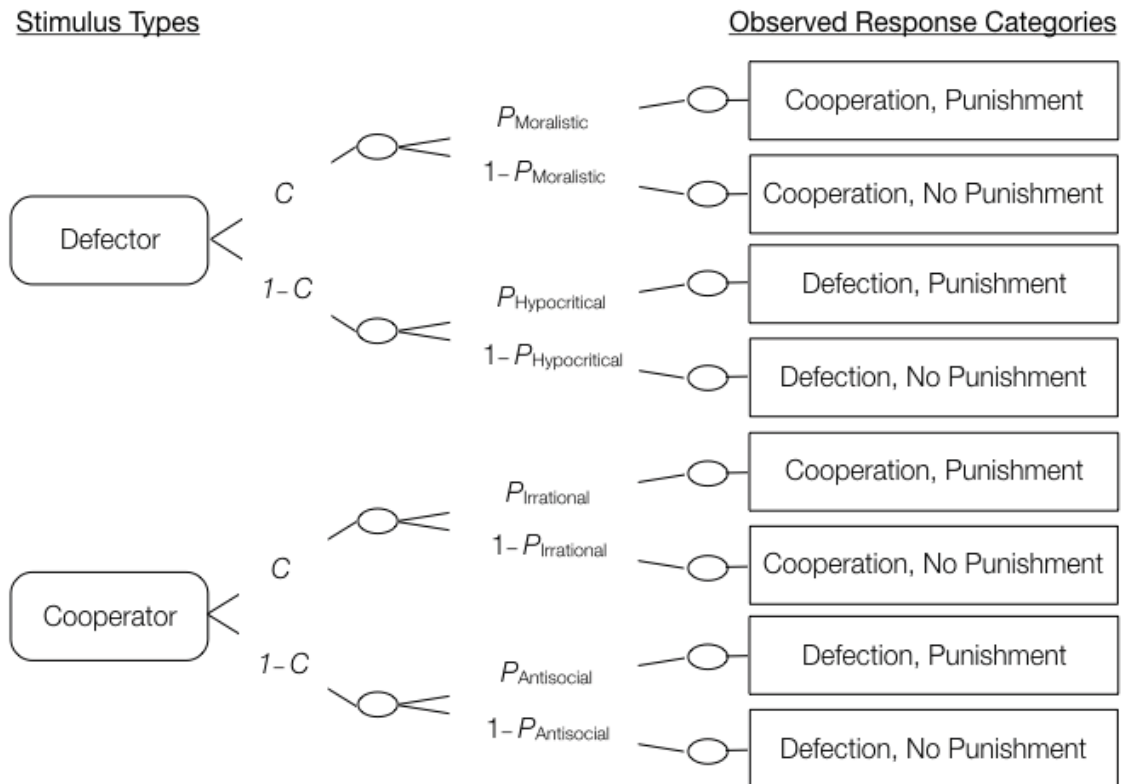 Stimulus Types
Observed Response Categories
Defector
C
1–C
PMoralistic
1–PMoralistic
PHypocritical
1–PHypocritical
Cooperation, Punishment
Cooperation, No Punishment
Defection, Punishment
Defection, No Punishment
Cooperator
C
1–C
PIrrational
1–PIrrational
PAntisocial
1–PAntisocial
Cooperation, Punishment
Cooperation, No Punishment
Defection, Punishment
Defection, No Punishment